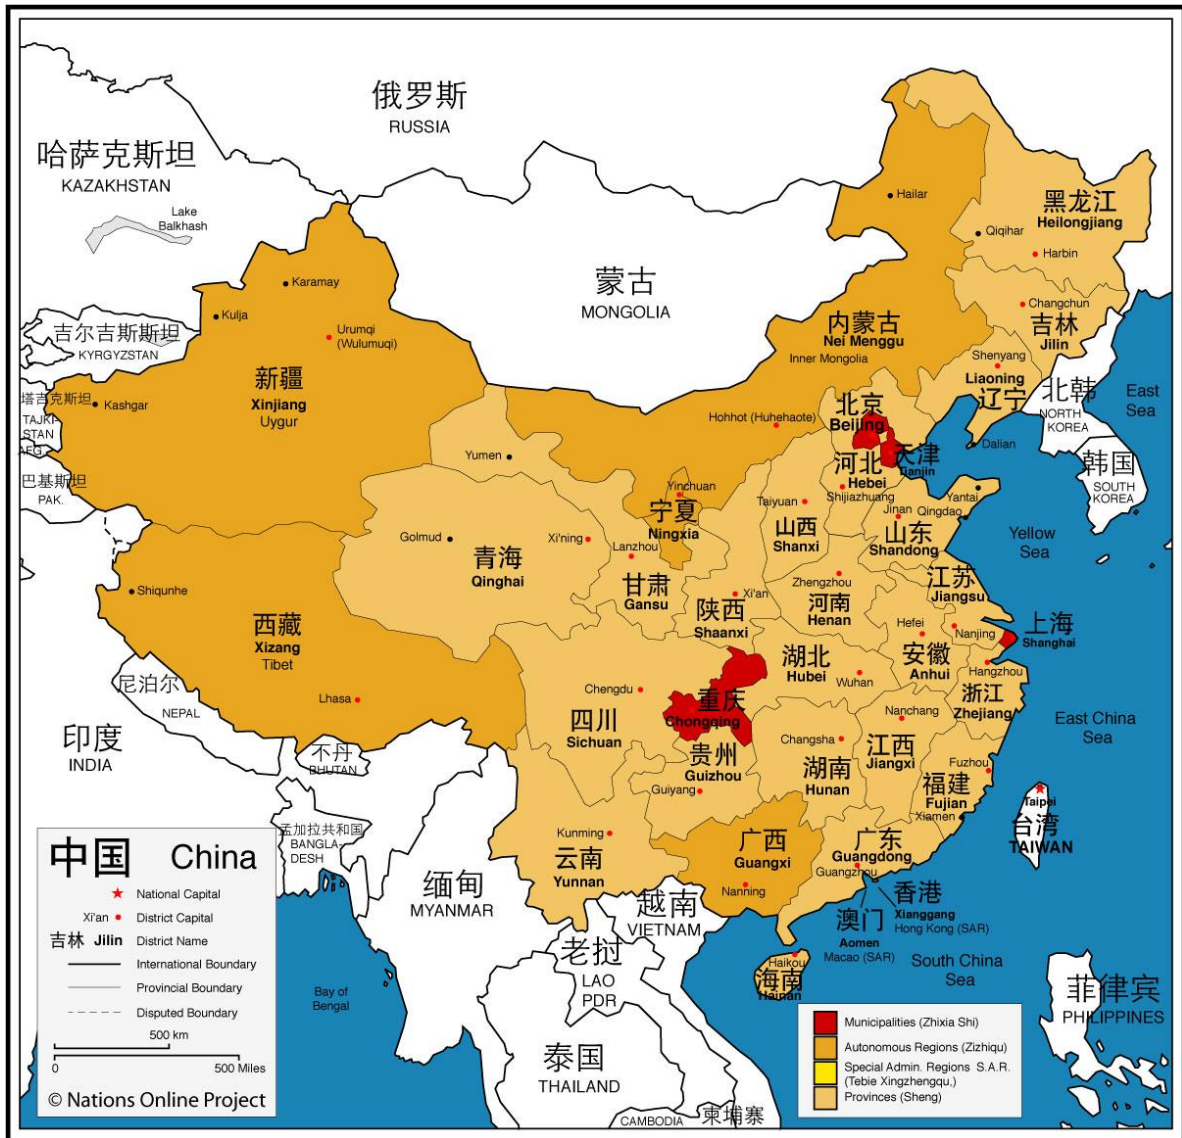 俄罗斯
RUSSIA
哈萨克斯坦
KAZAKHSTAN
Lake
Balkhash
Hailar
黑龙江
Heilongjiang
Qiqihar
Harbin
蒙古
MONGOLIA
Karamay
Kulja
Urumqi
(Wulumuqi)
吉尔吉斯斯坦
KYRGYZSTAN
Changchun
吉林
Jilin
内蒙古
Nei Menggu
Inner Mongolia
Shenyang
Liaoning
辽宁
新疆
Xinjiang
Uygur
塔吉克斯坦
TAJKI-
STAN
Kashgar
AFG.
巴基斯坦
PAK.
北韩
NORTH
KOREA
East
Sea
北京
Beijing
Hohhot (Huhehaote)
Dalian
天津
Tianjin
河北
Hebei
韩国
SOUTH
KOREA
Yumen
Yinchuan
宁夏
Ningxia
Taiyuan
Shijiazhuang
Yantai
Jinan
Qingdao
山西
Shanxi
山东
Shandong
Yellow
Sea
Golmud
Xi'ning
青海
Qinghai
Lanzhou
甘肃
Gansu
Shiqunhe
Zhengzhou
河南
Henan
江苏
Jiangsu
Xi'an
陕西
Shaanxi
西藏
Xizang
Tibet
Hefei
Nanjing
安徽
Anhui
上海
Shanghai
湖北
Hubei
Wuhan
Hangzhou
浙江
Zhejiang
尼泊尔
NEPAL
Lhasa
Chengdu
四川
Sichuan
重庆
Chongqing
Nanchang
江西
Jiangxi
East China
Sea
印度
INDIA
不丹
BHUTAN
贵州
Guizhou
Guiyang
Changsha
湖南
Hunan
Fuzhou
福建
Fujian
Xiamen
Taipei
台湾
TAIWAN
孟加拉共和国
BANGLA-
DESH
Kunming
云南
Yunnan
广西
Guangxi
Nanning
广东
Guangdong
Guangzhou
缅甸
MYANMAR
越南
VIETNAM
香港
Xianggang
Hong Kong (SAR)
澳门
Aomen
Macao (SAR)
老挝
LAO
PDR
Haikou
海南
Hainan
South China
Sea
菲律宾
PHILIPPINES
Bay of
Bengal
泰国
THAILAND
CAMBODIA
柬埔寨
中国 China
National Capital
Xi'an District Capital
吉林 Jilin District Name
International Boundary
Provincial Boundary
Disputed Boundary
500 km
0 500 Miles
© Nations Online Project
Municipalities (Zhixia Shi)
Autonomous Regions (Zizhiqu)
Special Admin. Regions S.A.R.
(Tebie Xingzhengqu,)
Provinces (Sheng)